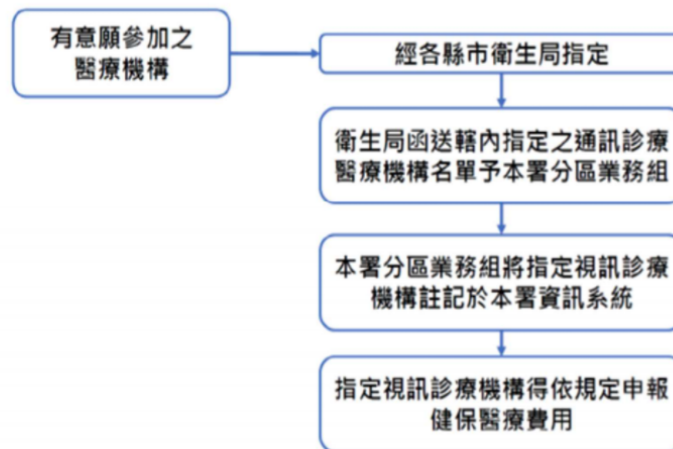 有意願參加之
醫療機構
經各縣市衛生局指定
衛生局函送轄內指定之通訊診療
醫療機構名單予本署分區業務組
本署分區業務組將指定視訊診療
機構註記於本署資訊系統
指定視訊診療機構得依規定申報
健保醫療費用